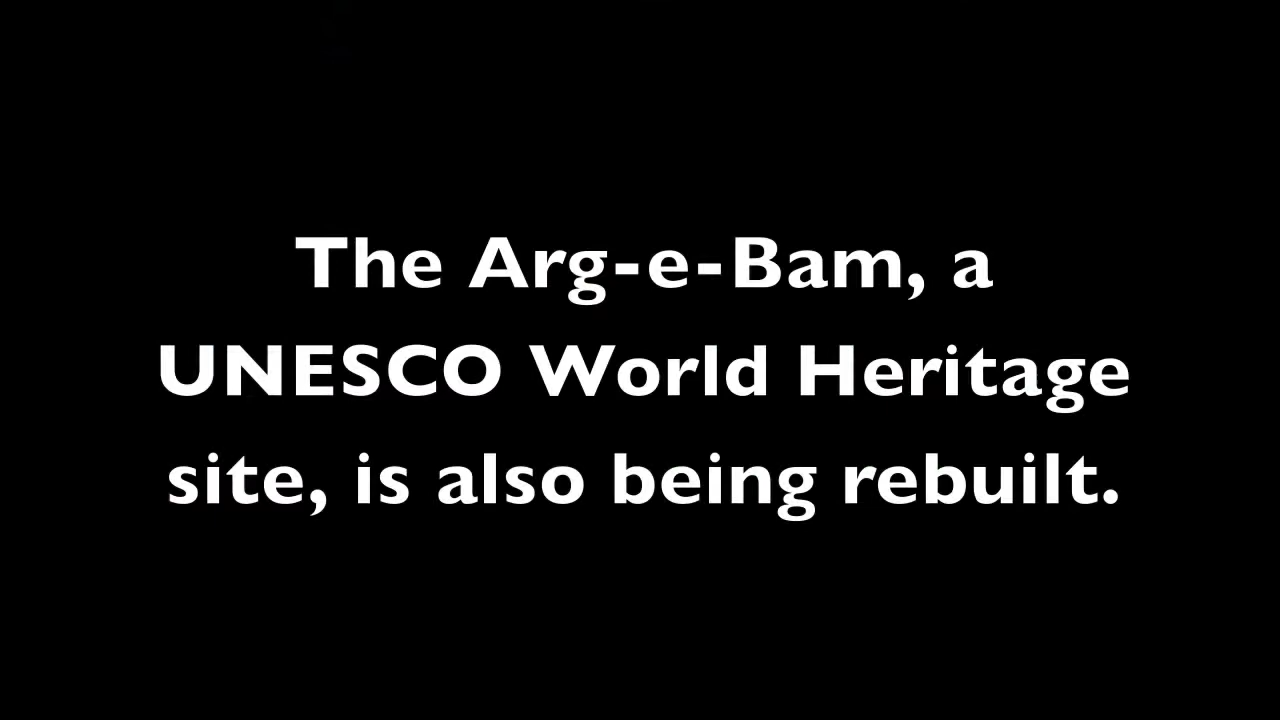 The Arg-e-Bam, a
UNESCO World Heritage
site, is also being rebuilt.